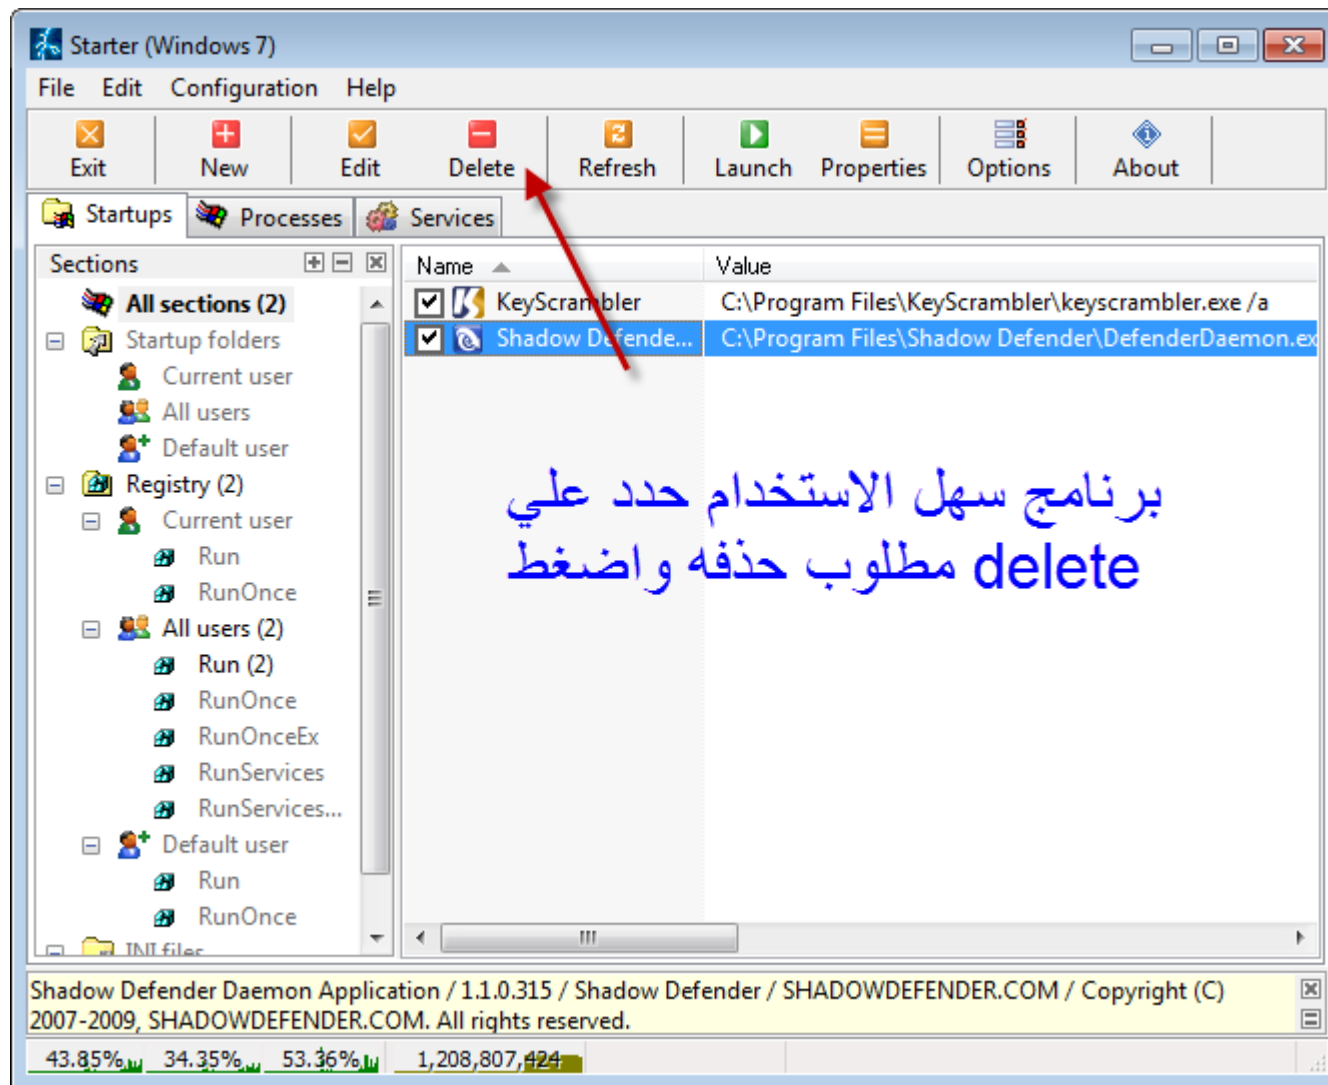 Starter (Windows 7)
File Edit Configuration Help
Exit New Edit Delete Refresh Launch Properties Options About
Startups Processes Services
Sections
Name Value
All sections (2)
KeyScrambler C:\Program Files\KeyScrambler\keyscrambler.exe /a
Startup folders
Shadow Defende... C:\Program Files\Shadow Defender\DefenderDaemon.ex
Current user
All users
Default user
Registry (2)
Current user
Run
RunOnce
All users (2)
Run (2)
RunOnce
RunOnceEx
RunServices
RunServices...
Default user
Run
RunOnce
INI files
برنامج سهل الاستخدام حدد علي
مطلوب حذفه واضغط delete
Shadow Defender Daemon Application / 1.1.0.315 / Shadow Defender / SHADOWDEFENDER.COM / Copyright (C)
2007-2009, SHADOWDEFENDER.COM. All rights reserved.
43.85% 34.35% 53.36% 1,208,807,424